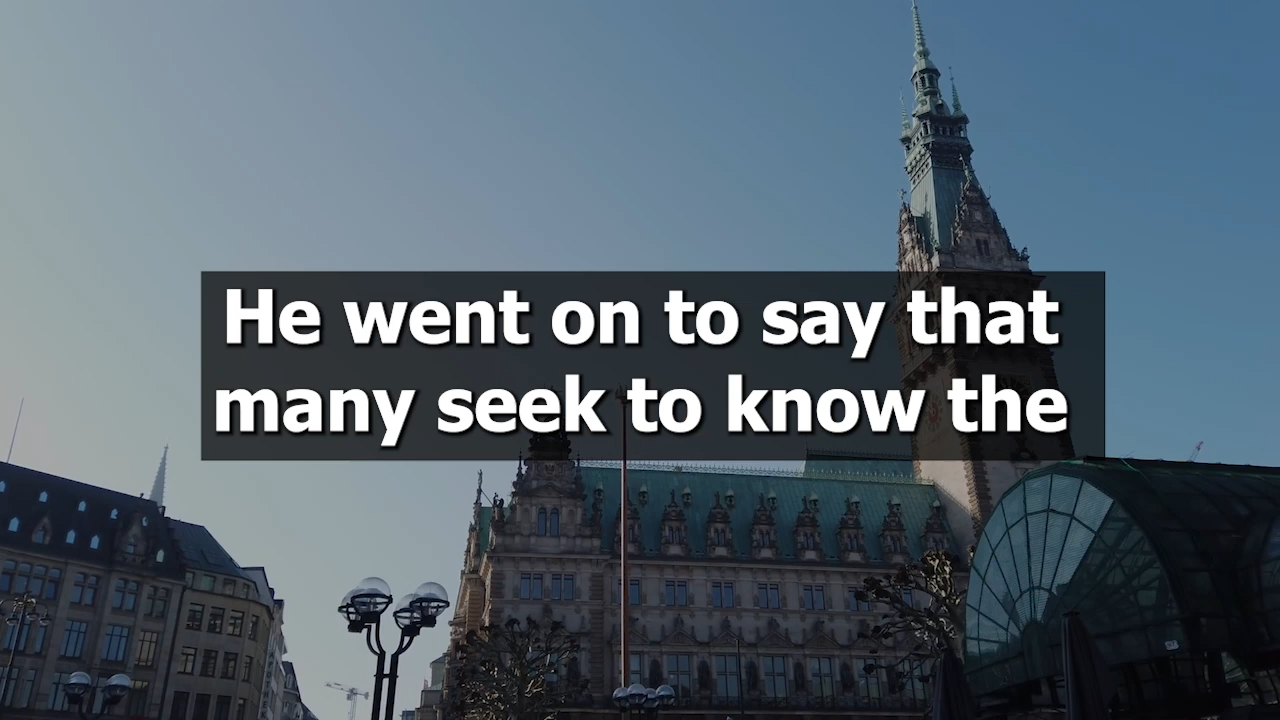 He went on to say that
many seek to know the